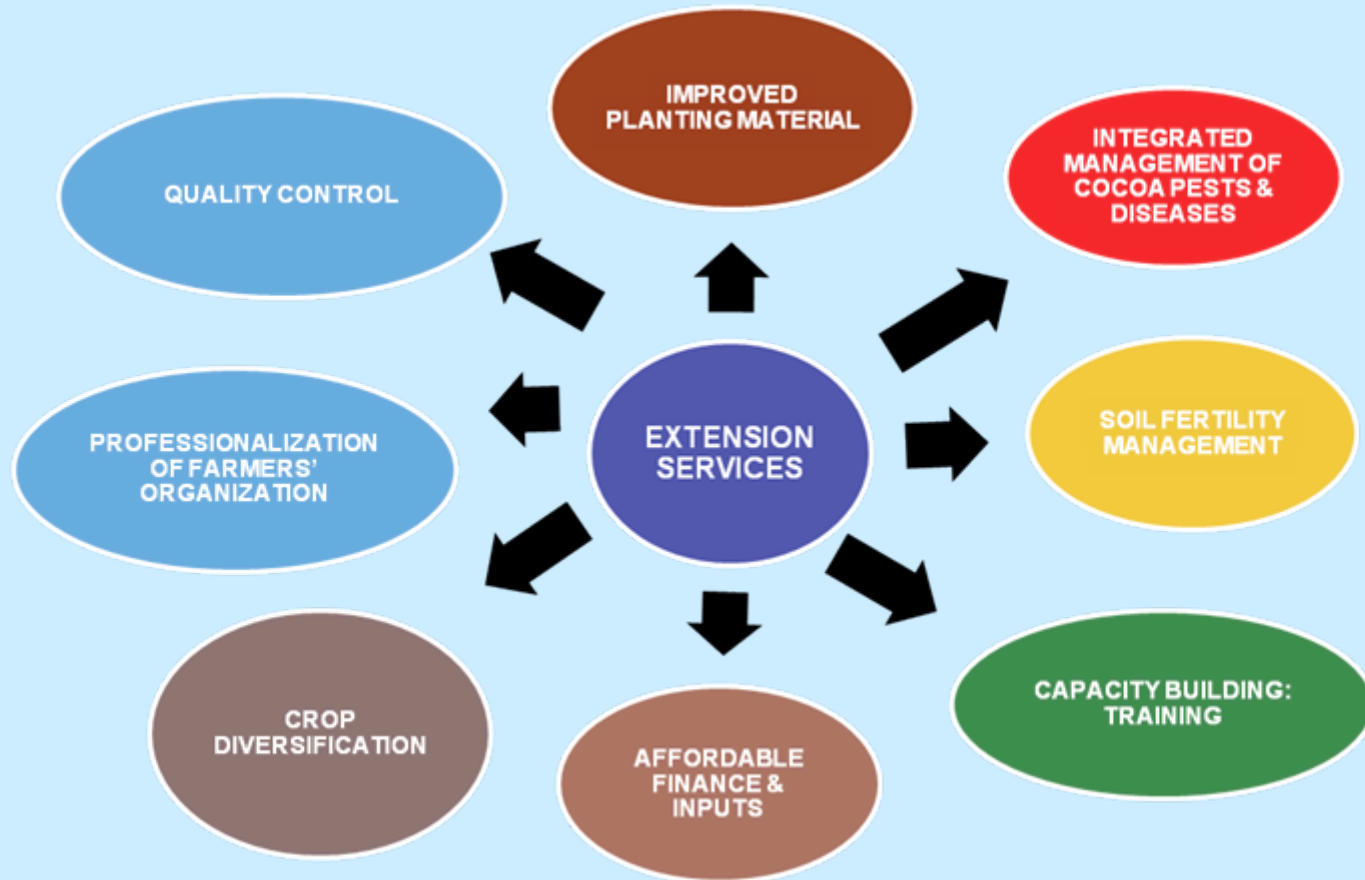 IMPROVED
PLANTING MATERIAL
INTEGRATED
MANAGEMENT OF
COCOA PESTS &
DISEASES
QUALITY CONTROL
SOIL FERTILITY
MANAGEMENT
EXTENSION
SERVICES
PROFESSIONALIZATION
OF FARMERS’
ORGANIZATION
CAPACITY BUILDING:
TRAINING
CROP
DIVERSIFICATION
AFFORDABLE
FINANCE &
INPUTS